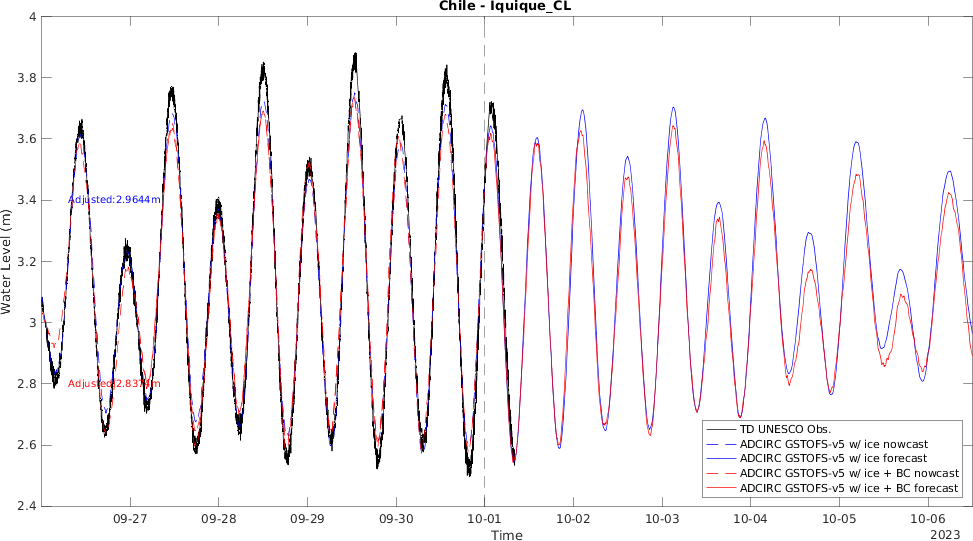 Chile - Iquique_CL
4
3.8
3.6
3.4
3.2
3
2.8
2.6
2.4
Water Level (m)
Adjusted:2.9644m
Adjusted:2.8374m
TD UNESCO Obs.
ADCIRC GSTOFS-v5 w/ ice nowcast
ADCIRC GSTOFS-v5 w/ ice forecast
ADCIRC GSTOFS-v5 w/ ice + BC nowcast
ADCIRC GSTOFS-v5 w/ ice + BC forecast
09-27 09-28 09-29 09-30 10-01 10-02 10-03 10-04 10-05 10-06
Time
2023